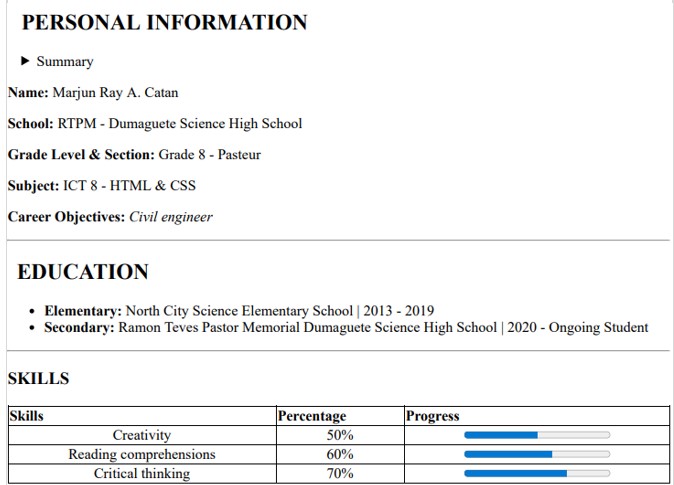 PERSONAL INFORMATION
▶ Summary
Name: Marjun Ray A. Catan
School: RTPM - Dumaguete Science High School
Grade Level & Section: Grade 8 - Pasteur
Subject: ICT 8 - HTML & CSS
Career Objectives: Civil engineer
EDUCATION
• Elementary: North City Science Elementary School | 2013 - 2019
• Secondary: Ramon Teves Pastor Memorial Dumaguete Science High School | 2020 - Ongoing Student
SKILLS
Skills Percentage Progress
Creativity 50%
Reading comprehensions 60%
Critical thinking 70%